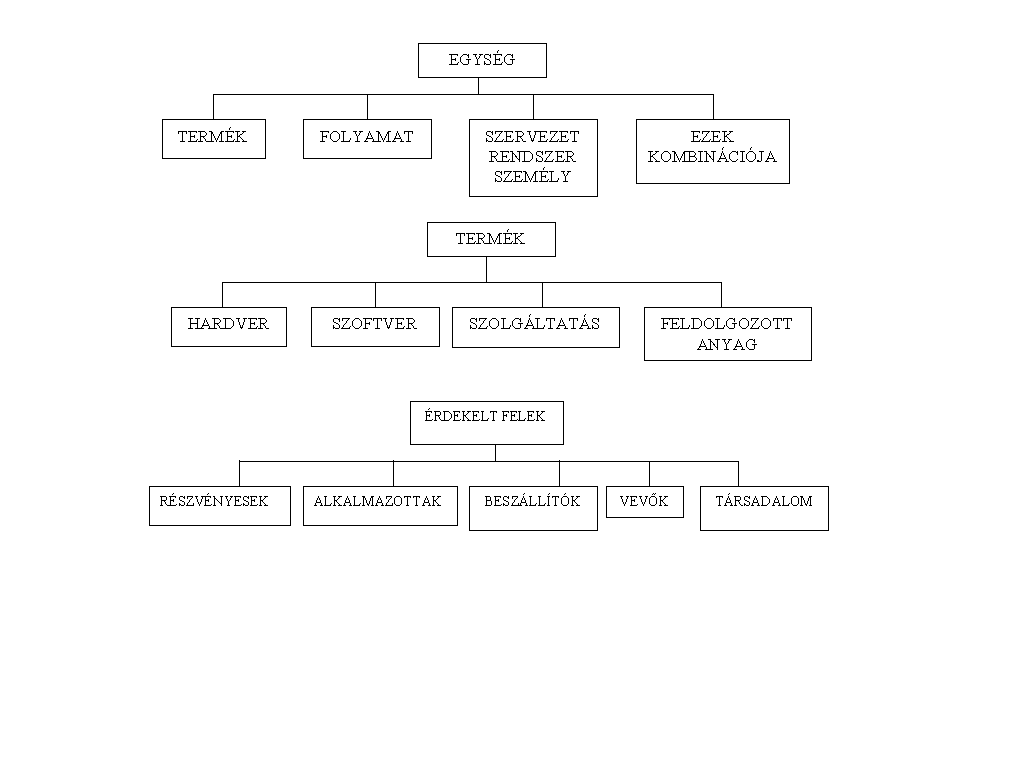 EGYSÉG
TERMÉK
FOLYAMAT
SZERVEZET
RENDSZER
SZEMÉLY
EZEK
KOMBINÁCIÓJA
TERMÉK
HARDVER
SZOFTVER
SZOLGÁLTATÁS
FELDOLGOZOTT
ANYAG
ÉRDEKELT FELEK
RÉSZVÉNYESEK
ALKALMAZOTTAK
BESZÁLLÍTÓK
VEVŐK
TÁRSADALOM